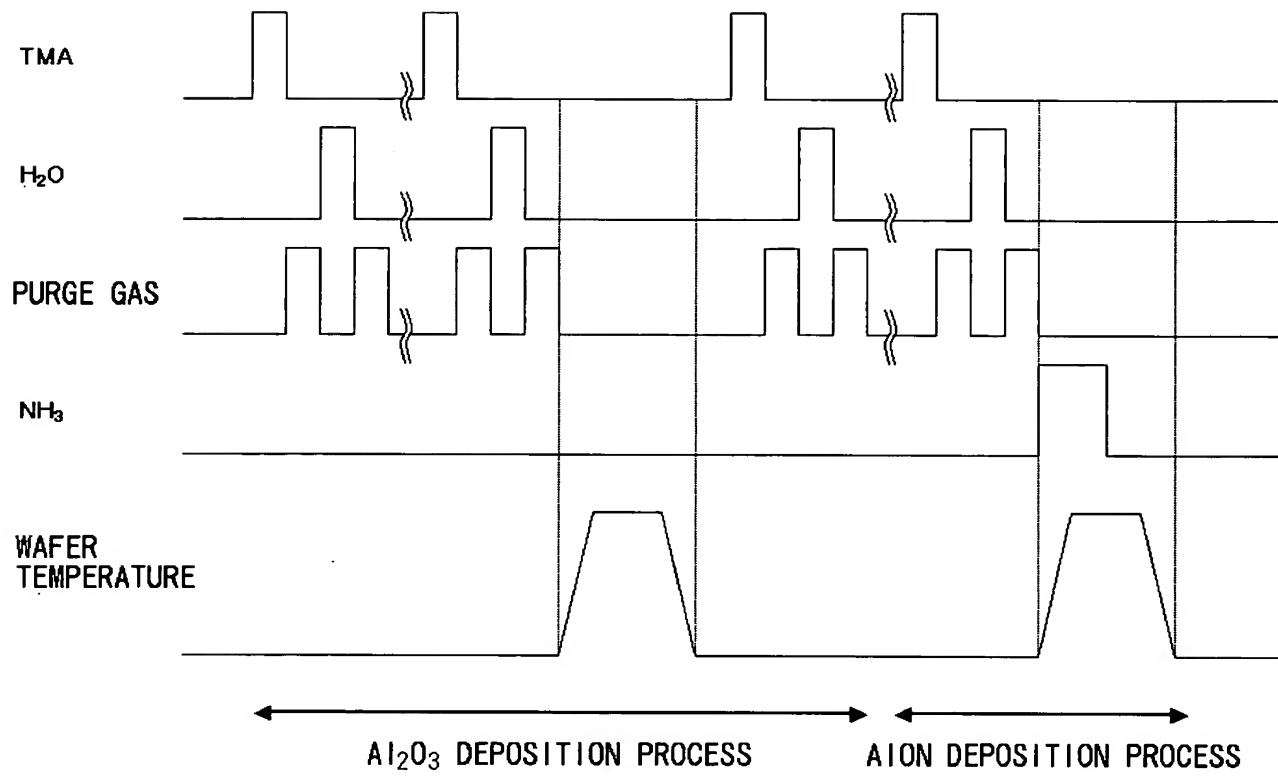 TMA
H₂O
PURGE GAS
NH₃
WAFER
TEMPERATURE
Al₂O₃ DEPOSITION PROCESS
AlON DEPOSITION PROCESS